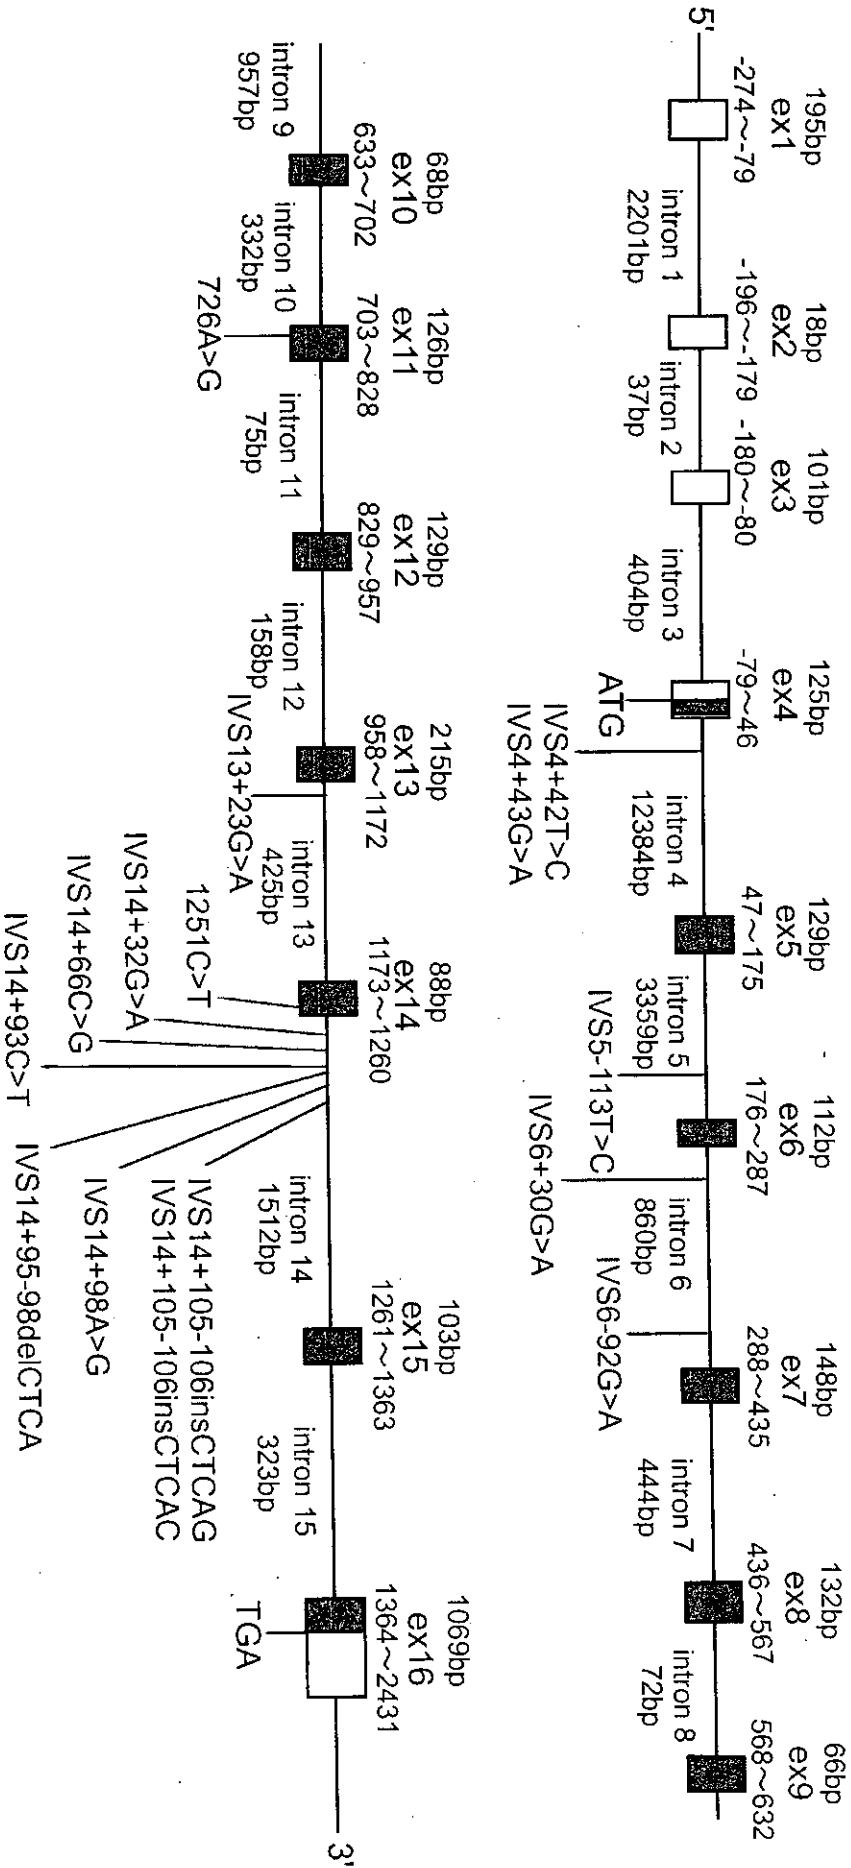 5'
195bp
ex1
-274～-79
intron 1
2201bp
18bp
ex2
-196～-179
intron 2
37bp
101bp
ex3
-180～-80
intron 3
404bp
125bp
ex4
-79～46
ATG
IVS4+42T>C
IVS4+43G>A
intron 4
12384bp
129bp
ex5
47～175
intron 5
3359bp
IVS5-113T>C
112bp
ex6
176～287
IVS6+30G>A
intron 6
860bp
IVS6-92G>A
148bp
ex7
288～435
intron 7
444bp
132bp
ex8
436～567
intron 8
72bp
66bp
ex9
568～632
intron 9
957bp
68bp
ex10
633～702
intron 10
332bp
726A>G
126bp
ex11
703～828
intron 11
75bp
129bp
ex12
829～957
intron 12
158bp
215bp
ex13
958～1172
IVS13+23G>A
intron 13
425bp
88bp
ex14
1173～1260
1251C>T
IVS14+32G>A
IVS14+66C>G
IVS14+93C>T
IVS14+95-98delCTCA
IVS14+98A>G
IVS14+105-106insCTCAC
IVS14+105-106insCTCAG
intron 14
1512bp
103bp
ex15
1261～1363
intron 15
323bp
1069bp
ex16
1364～2431
TGA
3'